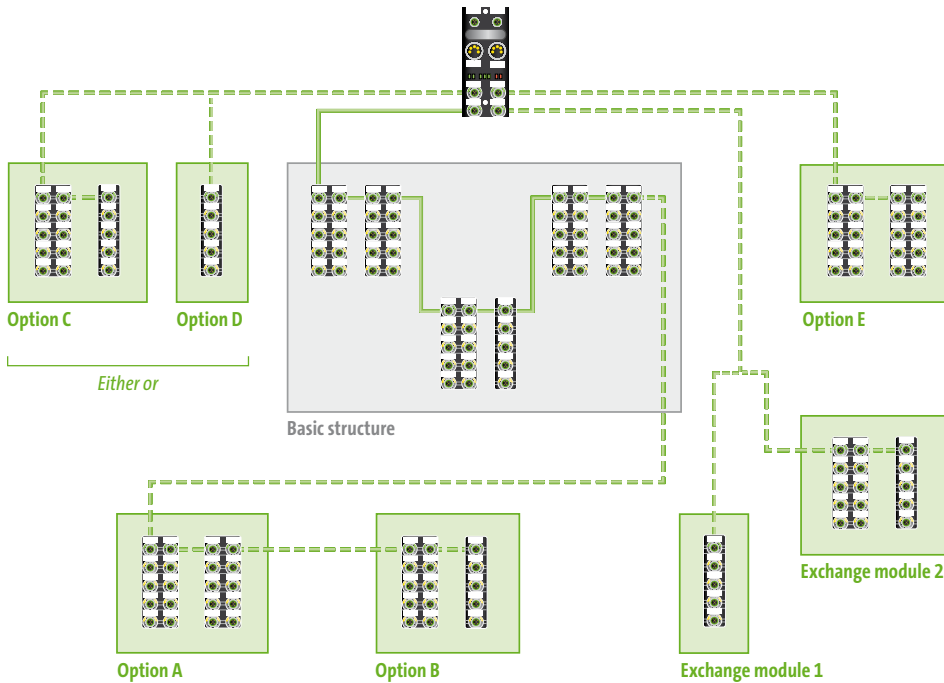 Option C
Option D
Option E
Either or
Basic structure
Exchange module 2
Option A
Option B
Exchange module 1